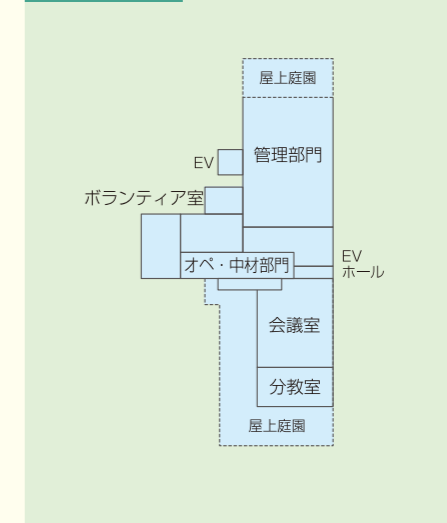 屋上庭園
管理部門
EV
ボランティア室
オペ・中材部門
EV
ホール
会議室
分教室
屋上庭園